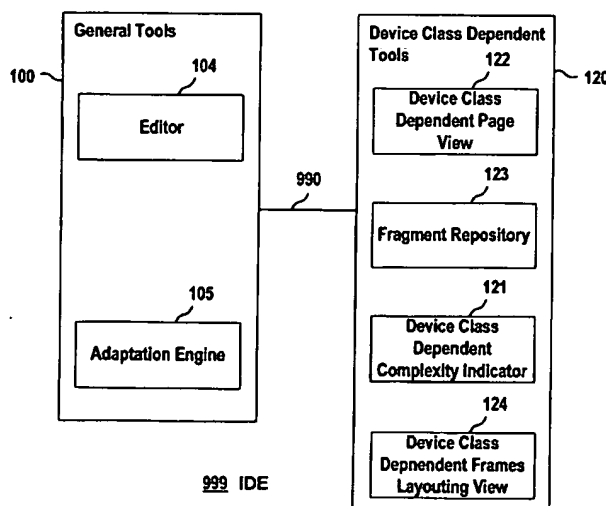 General Tools
100
104
Editor
105
Adaptation Engine
990
Device Class Dependent
Tools
120
122
Device Class
Dependent Page
View
123
Fragment Repository
121
Device Class
Dependent
Complexity Indicator
124
Device Class
Depnendent Frames
Layouting View
999 IDE